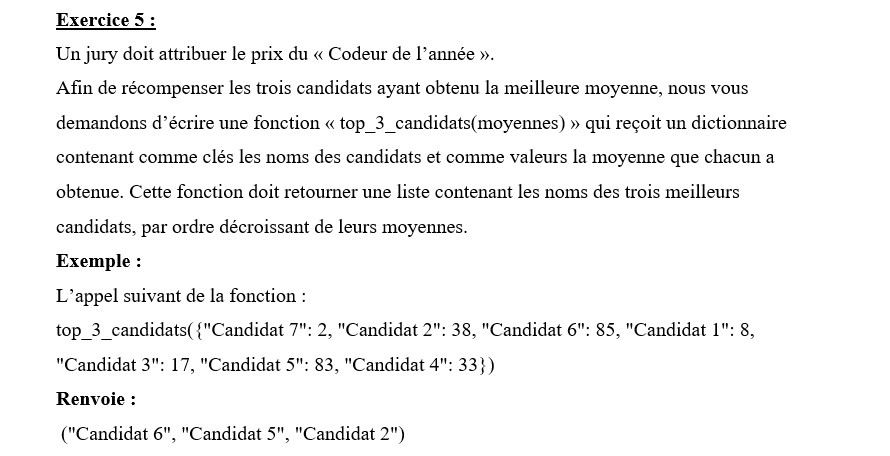 Exercice 5 :
Un jury doit attribuer le prix du « Codeur de l’année ».
Afin de récompenser les trois candidats ayant obtenu la meilleure moyenne, nous vous
demandons d’écrire une fonction « top_3_candidats(moyennes) » qui reçoit un dictionnaire
contenant comme clés les noms des candidats et comme valeurs la moyenne que chacun a
obtenue. Cette fonction doit retourner une liste contenant les noms des trois meilleurs
candidats, par ordre décroissant de leurs moyennes.
Exemple :
L’appel suivant de la fonction :
top_3_candidats({"Candidat 7": 2, "Candidat 2": 38, "Candidat 6": 85, "Candidat 1": 8,
"Candidat 3": 17, "Candidat 5": 83, "Candidat 4": 33})
Renvoie :
("Candidat 6", "Candidat 5", "Candidat 2")